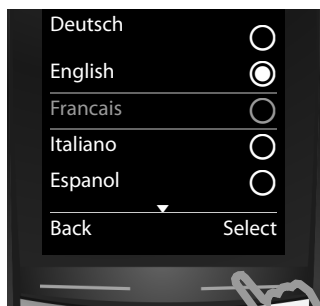 Deutsch
English
Francais
Italiano
Espanol
Back Select